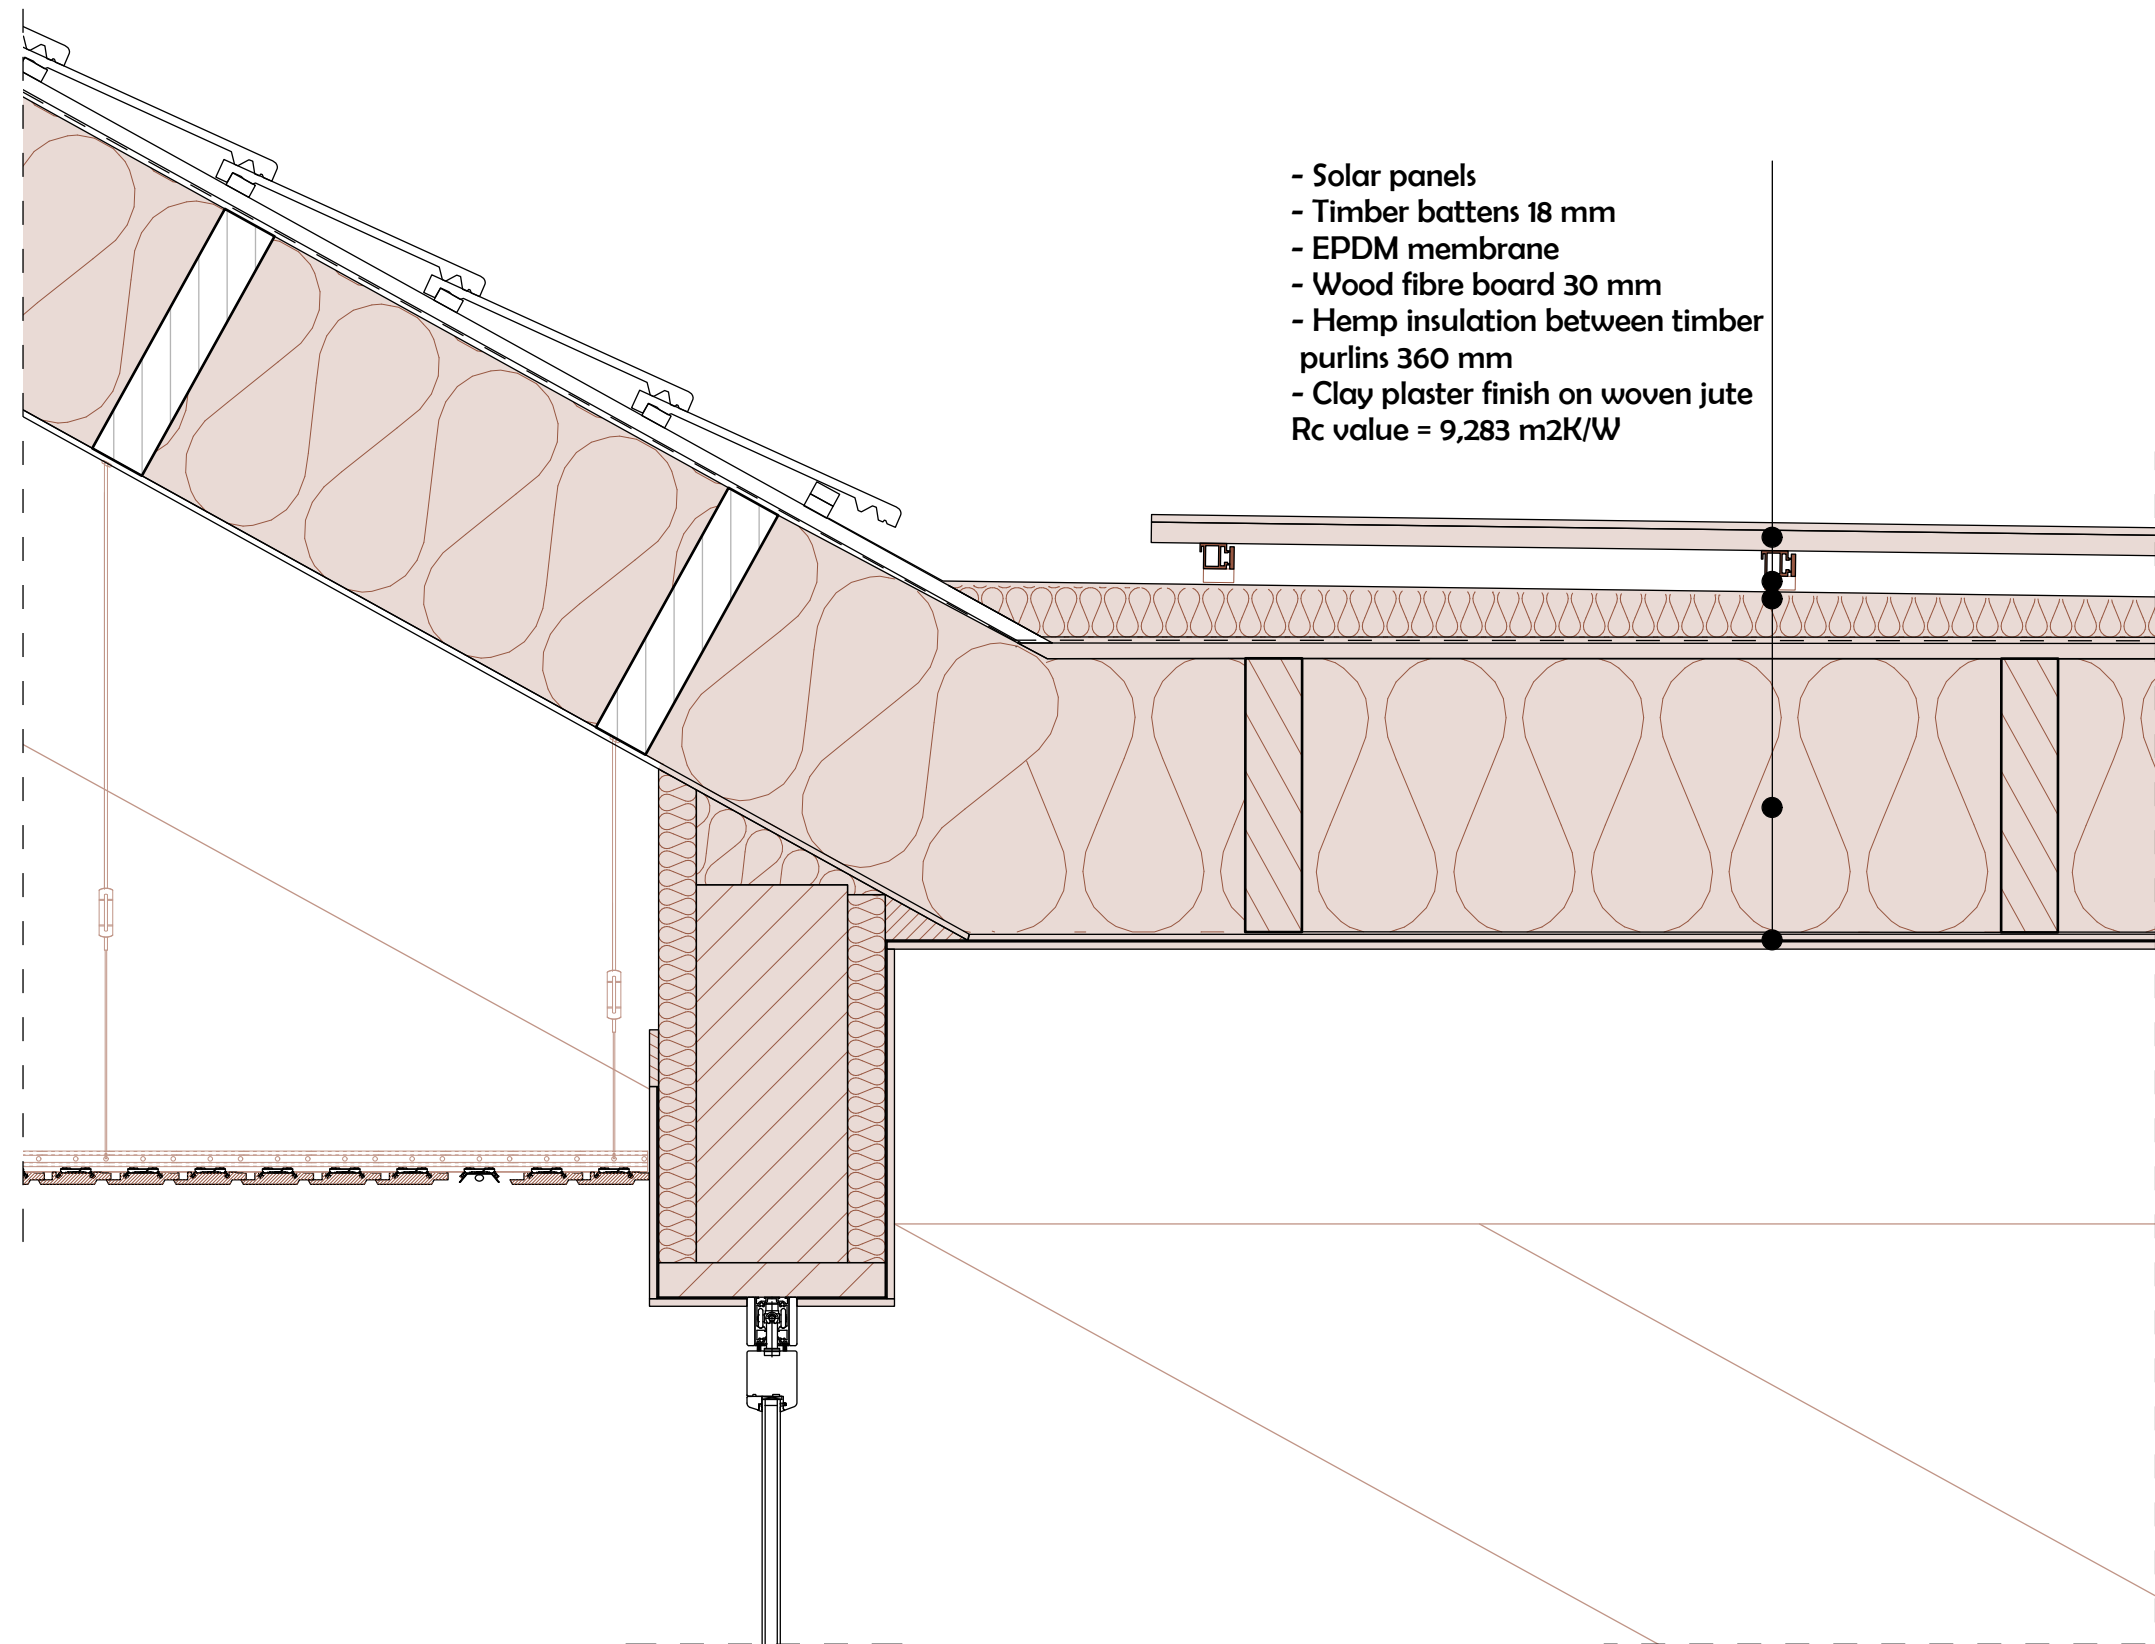 - Solar panels
- Timber battens 18 mm
- EPDM membrane
- Wood fibre board 30 mm
- Hemp insulation between timber
purlins 360 mm
- Clay plaster finish on woven jute
Rc value = 9,283 m2K/W